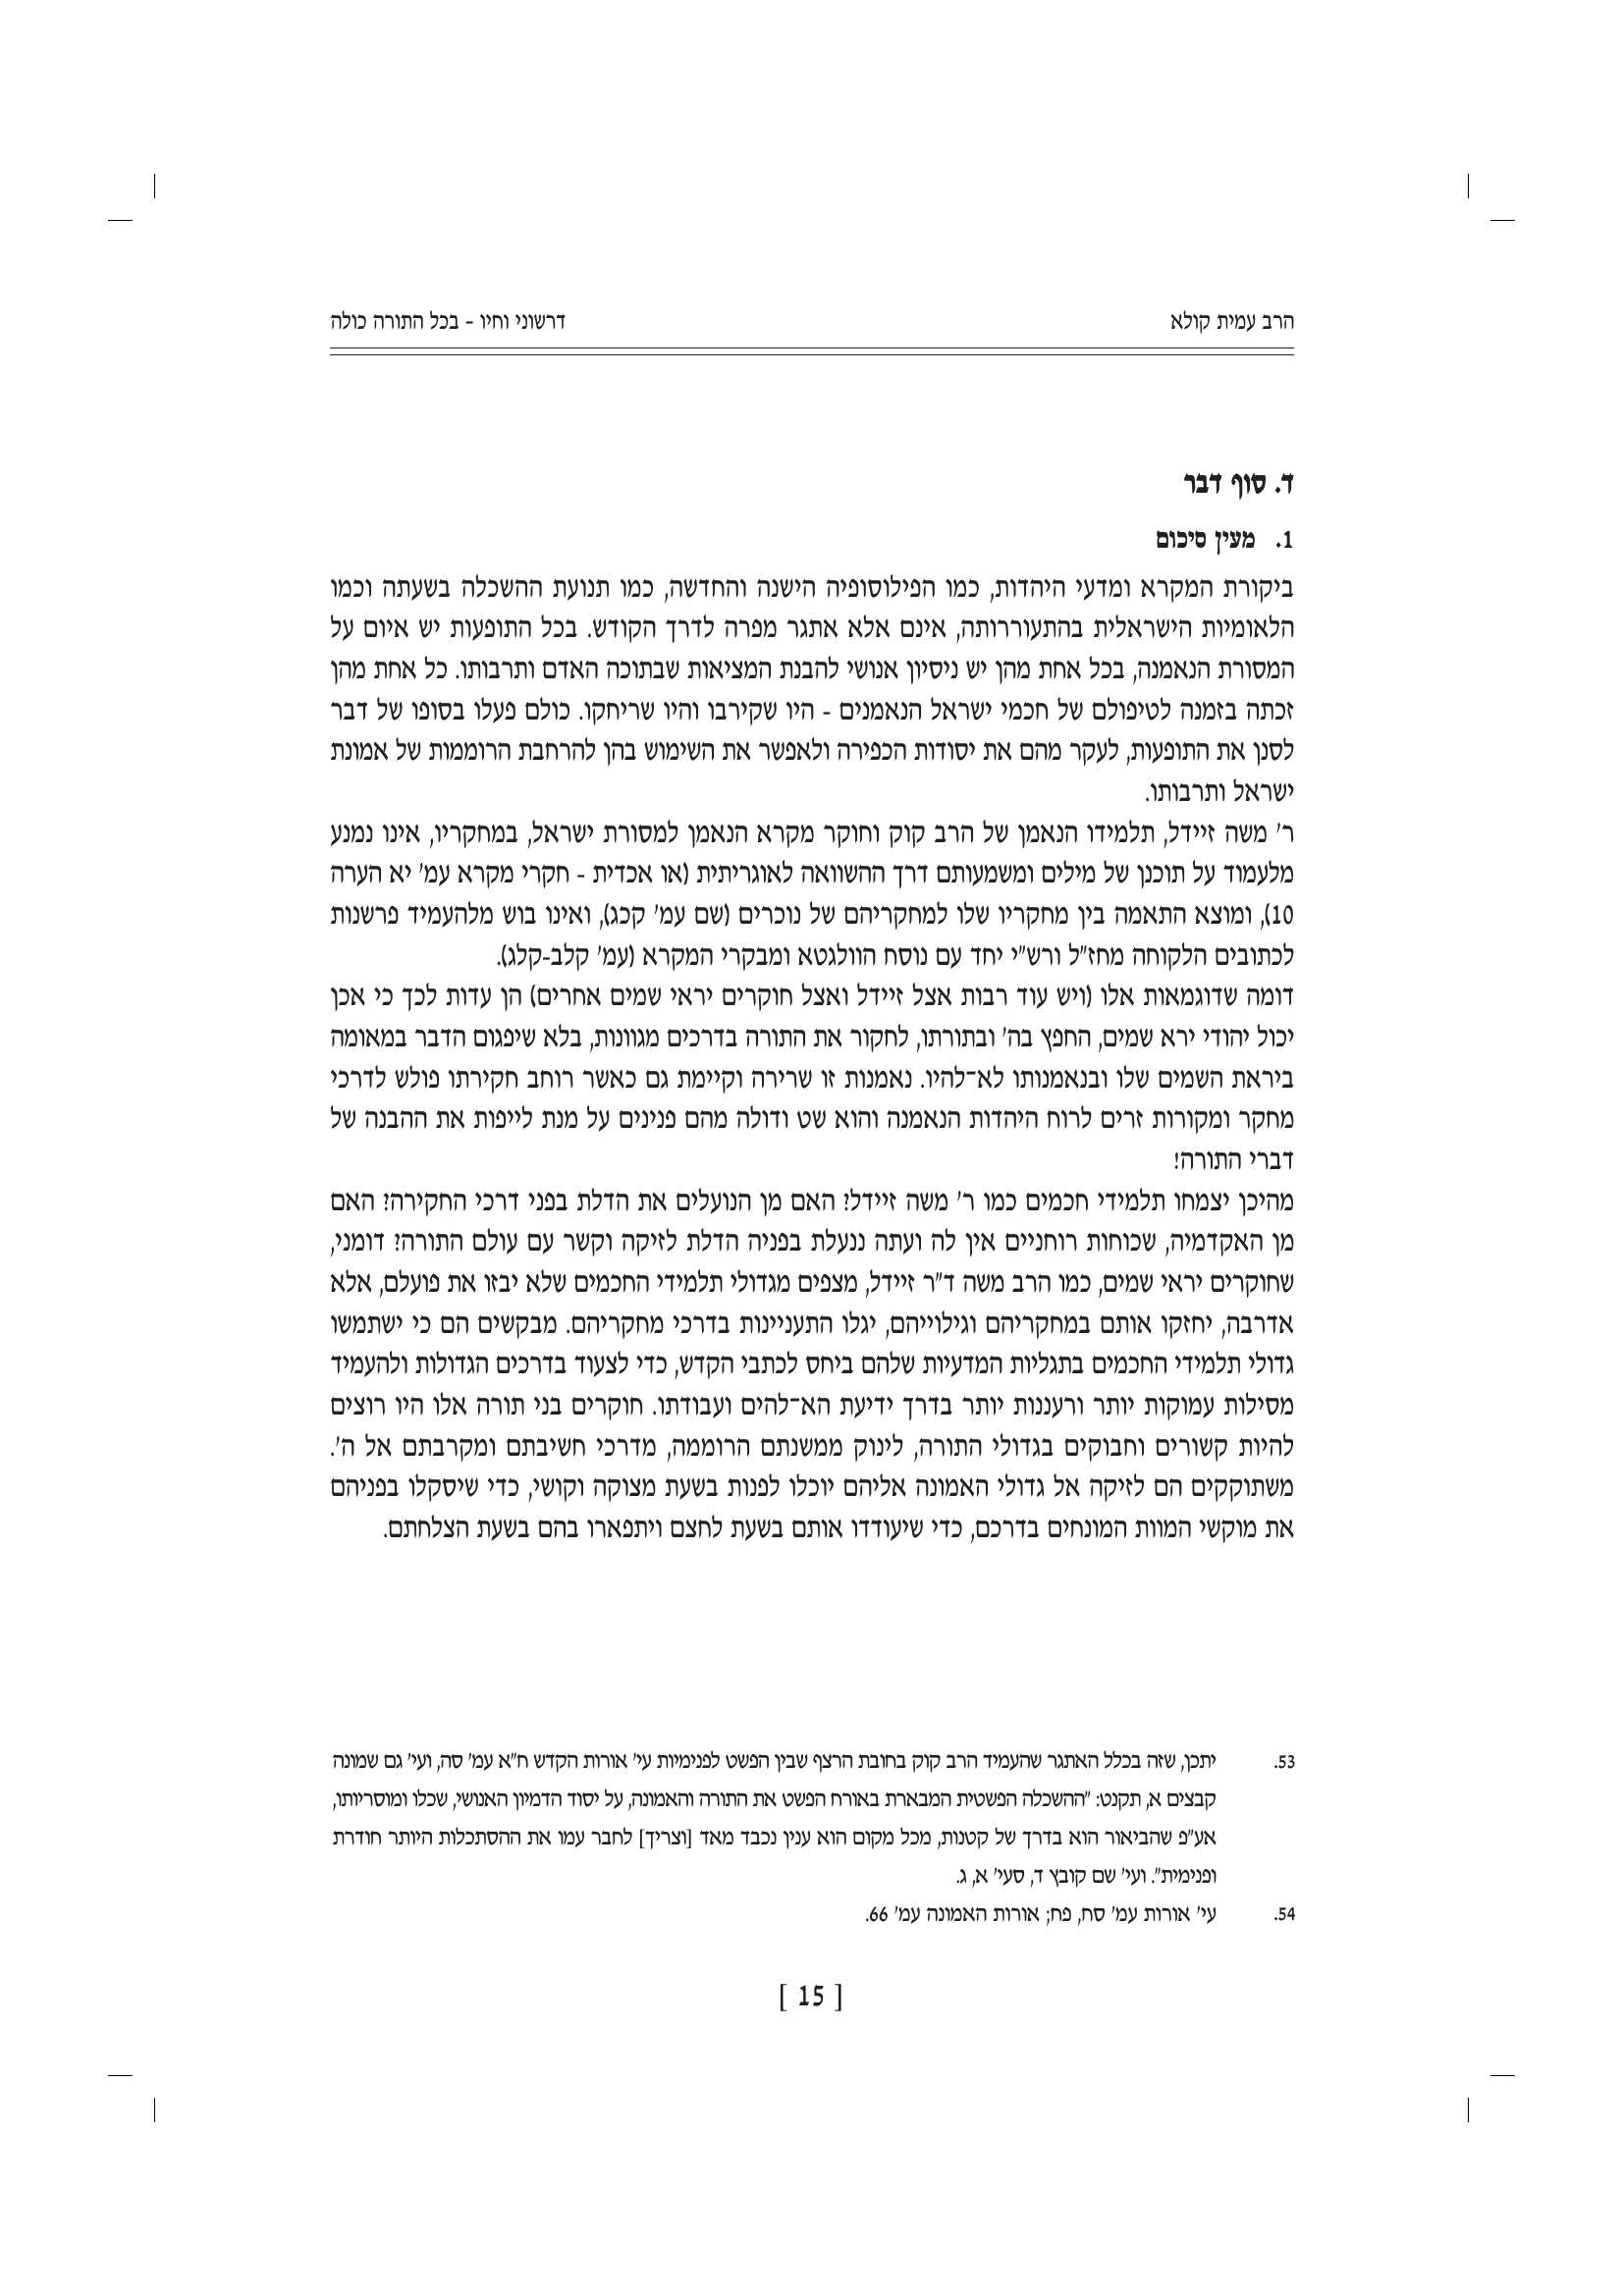 הרב עמית קולא
דרשוני וחיו - בכל התורה כולה
ד. סוף דבר
1. מעין סיכום
ביקורת המקרא ומדעי היהדות, כמו הפילוסופיה הישנה והחדשה, כמו תנועת ההשכלה בשעתה וכמו
הלאומיות הישראלית בהתעוררותה, אינם אלא אתגר מפרה לדרך הקודש. בכל התופעות יש איום על
המסורת הנאמנה, בכל אחת מהן יש ניסיון אנושי להבנת המציאות שבתוכה האדם ותרבותו. כל אחת מהן
זכתה בזמנה לטיפולם של חכמי ישראל הנאמנים - היו שקירבו והיו שריחקו. כולם פעלו בסופו של דבר
לסנן את התופעות, לעקר מהם את יסודות הכפירה ולאפשר את השימוש בהן להרחבת הרוממות של אמונת
ישראל ותרבותו.
ר' משה זיידל, תלמידו הנאמן של הרב קוק וחוקר מקרא הנאמן למסורת ישראל, במחקריו, אינו נמנע
מלעמוד על תוכנן של מילים ומשמעותם דרך ההשוואה לאוגריתית (או אכדית - חקרי מקרא עמ' יא הערה
10), ומוצא התאמה בין מחקריו שלו למחקריהם של נוכרים (שם עמ' קכג), ואינו בוש מלהעמיד פרשנות
לכתובים הלקוחה מחז"ל ורש"י יחד עם נוסח הוולגטא ומבקרי המקרא (עמ' קלב-קלג).
דומה שדוגמאות אלו (ויש עוד רבות אצל זיידל ואצל חוקרים יראי שמים אחרים) הן עדות לכך כי אכן
יכול יהודי ירא שמים, החפץ בה' ובתורתו, לחקור את התורה בדרכים מגוונות, בלא שיפגום הדבר במאומה
ביראת השמים שלו ובנאמנותו לא־להיו. נאמנות זו שרירה וקיימת גם כאשר רוחב חקירתו פולש לדרכי
מחקר ומקורות זרים לרוח היהדות הנאמנה והוא שט ודולה מהם פנינים על מנת לייפות את ההבנה של
דברי התורה!
מהיכן יצמחו תלמידי חכמים כמו ר' משה זיידל? האם מן הנועלים את הדלת בפני דרכי החקירה? האם
מן האקדמיה, שכוחות רוחניים אין לה ועתה ננעלת בפניה הדלת לזיקה וקשר עם עולם התורה? דומני,
שחוקרים יראי שמים, כמו הרב משה ד"ר זיידל, מצפים מגדולי תלמידי החכמים שלא יבזו את פועלם, אלא
אדרבה, יחזקו אותם במחקריהם וגילוייהם, יגלו התעניינות בדרכי מחקריהם. מבקשים הם כי ישתמשו
גדולי תלמידי החכמים בתגליות המדעיות שלהם ביחס לכתבי הקדש, כדי לצעוד בדרכים הגדולות ולהעמיד
מסילות עמוקות יותר ורעננות יותר בדרך ידיעת הא־להים ועבודתו. חוקרים בני תורה אלו היו רוצים
להיות קשורים וחבוקים בגדולי התורה, לינוק ממשנתם הרוממה, מדרכי חשיבתם ומקרבתם אל ה'.
משתוקקים הם לזיקה אל גדולי האמונה אליהם יוכלו לפנות בשעת מצוקה וקושי, כדי שיסקלו בפניהם
את מוקשי המוות המונחים בדרכם, כדי שיעודדו אותם בשעת לחצם ויתפארו בהם בשעת הצלחתם.
53. יתכן, שזה בכלל האתגר שהעמיד הרב קוק בחובת הרצף שבין הפשט לפנימיות עי' אורות הקדש ח"א עמ' סה, ועי' גם שמונה
קבצים א, תקנט: "ההשכלה הפשטית המבארת באורח הפשט את התורה והאמונה, על יסוד הדמיון האנושי, שכלו ומוסריותו,
אע"פ שהביאור הוא בדרך של קטנות, מכל מקום הוא ענין נכבד מאד [וצריך] לחבר עמו את ההסתכלות היותר חודרת
ופנימית". ועי' שם קובץ ד, סעי' א, ג.
54. עי' אורות עמ' סח, פח; אורות האמונה עמ' 66.
[ 15 ]